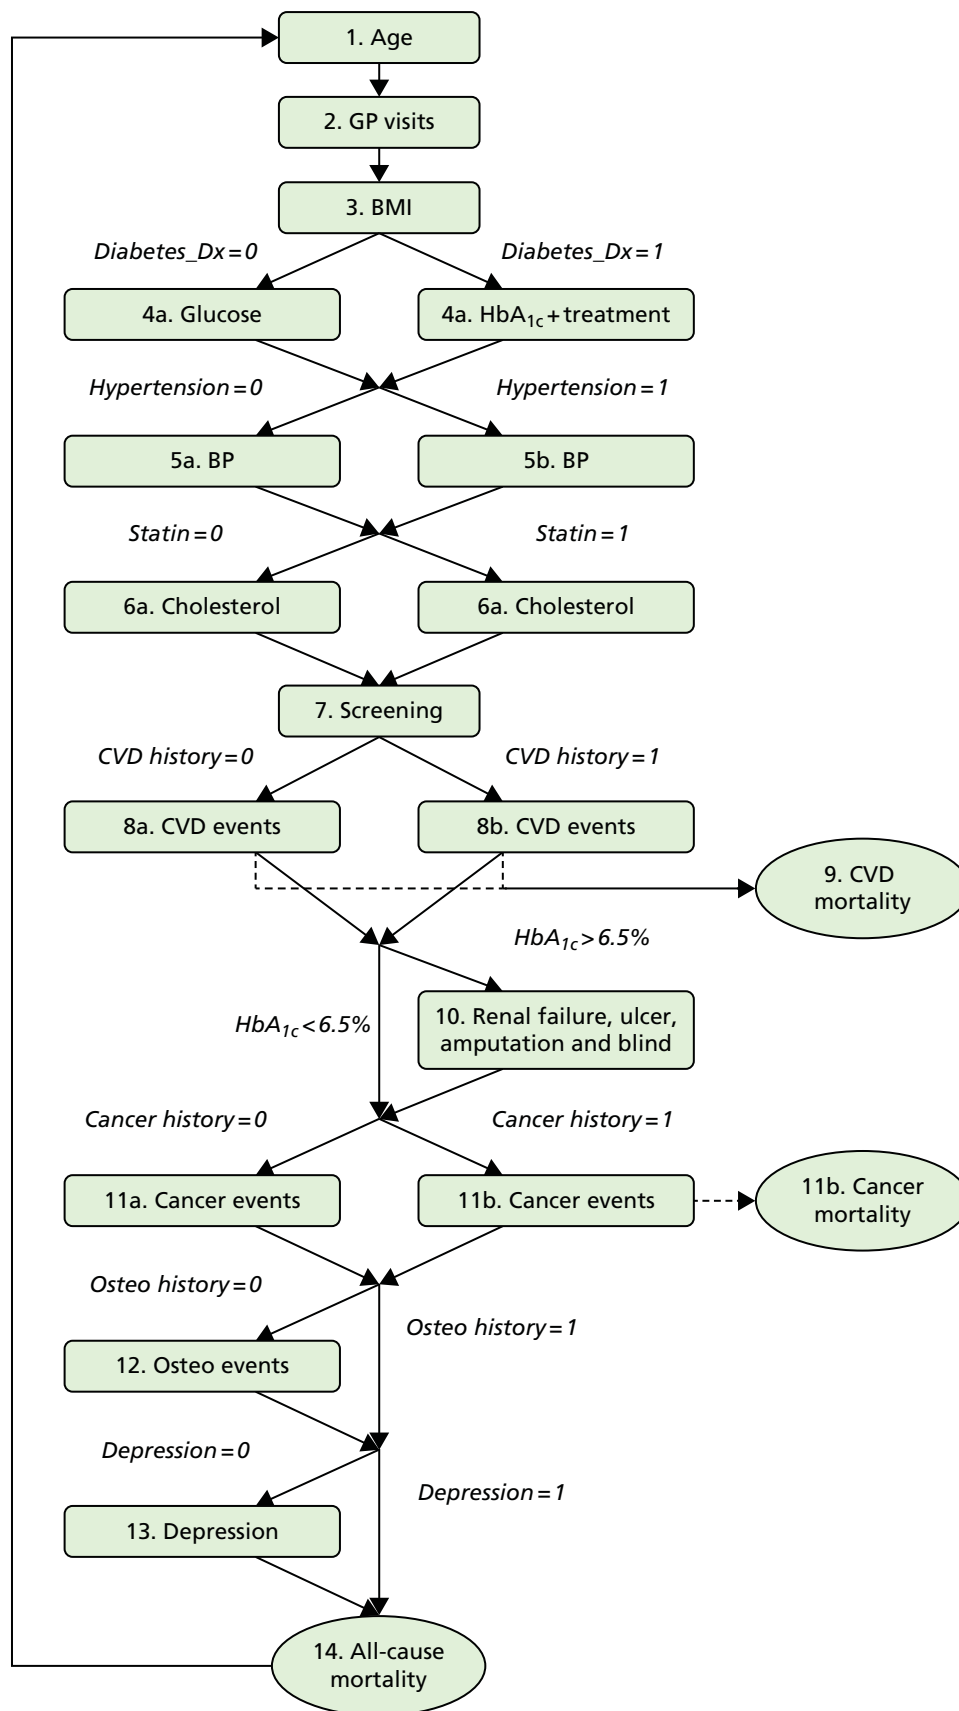 1. Age
2. GP visits
3. BMI
Diabetes_Dx=0
Diabetes_Dx=1
4a. Glucose
4a. HbA1c+treatment
Hypertension=0
Hypertension=1
5a. BP
5b. BP
Statin=0
Statin=1
6a. Cholesterol
6a. Cholesterol
7. Screening
CVD history=0
CVD history=1
8a. CVD events
8b. CVD events
9. CVD
mortality
HbA1c>6.5%
HbA1c<6.5%
10. Renal failure, ulcer,
amputation and blind
Cancer history=0
Cancer history=1
11a. Cancer events
11b. Cancer events
11b. Cancer
mortality
Osteo history=0
Osteo history=1
12. Osteo events
Depression=0
Depression=1
13. Depression
14. All-cause
mortality